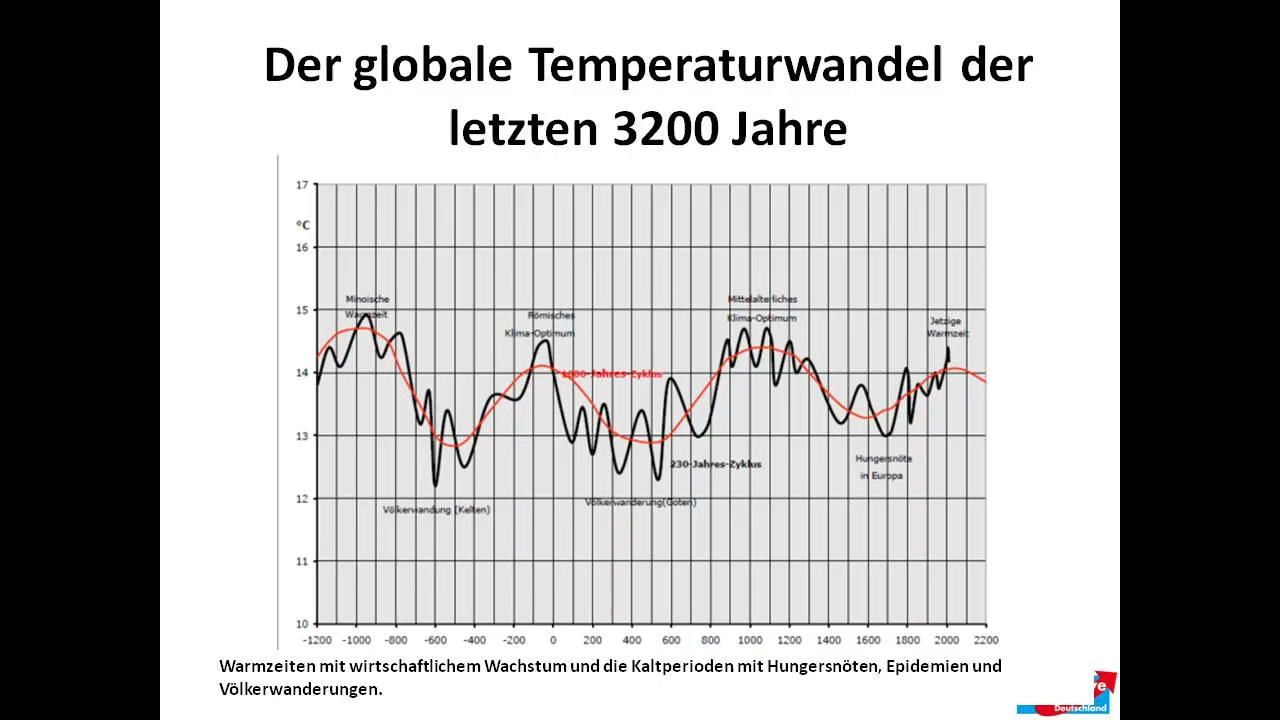 Der globale Temperaturwandel der
letzten 3200 Jahre
17
°C
16
15
14
13
12
11
10
Minoische
Warmzeit
Römisches
Klima-Optimum
Mittelalterliches
Klima-Optimum
Jetzige
Warmzeit
1000-Jahres-Zyklus
230-Jahres-Zyklus
Hungersnöte
in Europa
Völkerwandung (Kelten)
Völkerwanderung(Goten)
-1200 -1000 -800 -600 -400 -200 0 200 400 600 800 1000 1200 1400 1600 1800 2000 2200
Warmzeiten mit wirtschaftlichem Wachstum und die Kaltperioden mit Hungersnöten, Epidemien und
Völkerwanderungen.
e
Deutschland